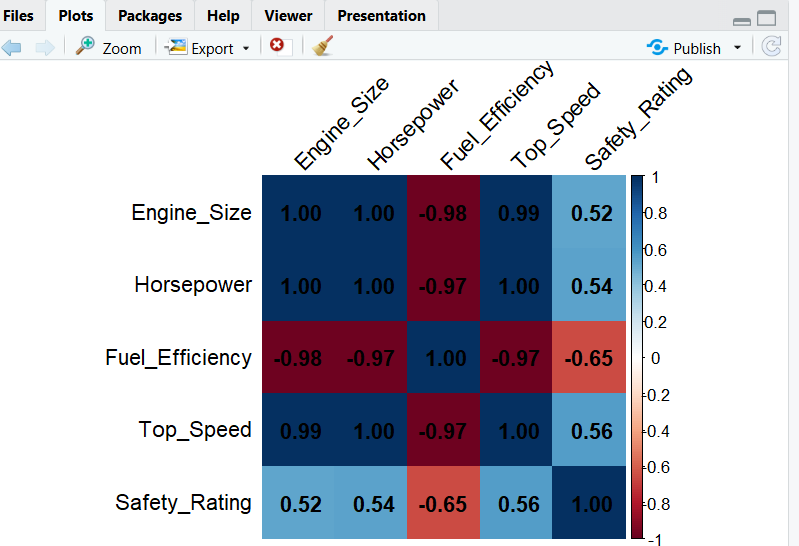 Files Plots Packages Help Viewer Presentation
Zoom Export Publish
Engine_Size Horsepower Fuel_Efficiency Top_Speed Safety_Rating
Engine_Size 1.00 1.00 -0.98 0.99 0.52
Horsepower 1.00 1.00 -0.97 1.00 0.54
Fuel_Efficiency -0.98 -0.97 1.00 -0.97 -0.65
Top_Speed 0.99 1.00 -0.97 1.00 0.56
Safety_Rating 0.52 0.54 -0.65 0.56 1.00
1
0.8
0.6
0.4
0.2
0
-0.2
-0.4
-0.6
-0.8
-1